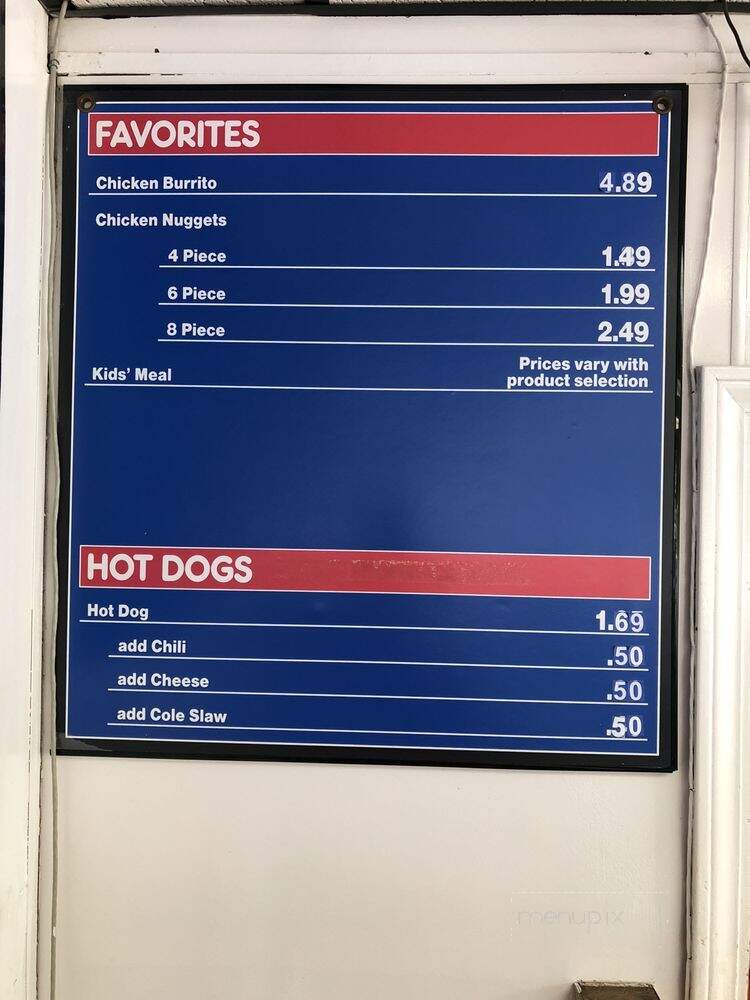 FAVORITES
Chicken Burrito 4.89
Chicken Nuggets
4 Piece 1.49
6 Piece 1.99
8 Piece 2.49
Kids' Meal Prices vary with
product selection
HOT DOGS
Hot Dog 1.69
add Chili .50
add Cheese .50
add Cole Slaw .50
menupix